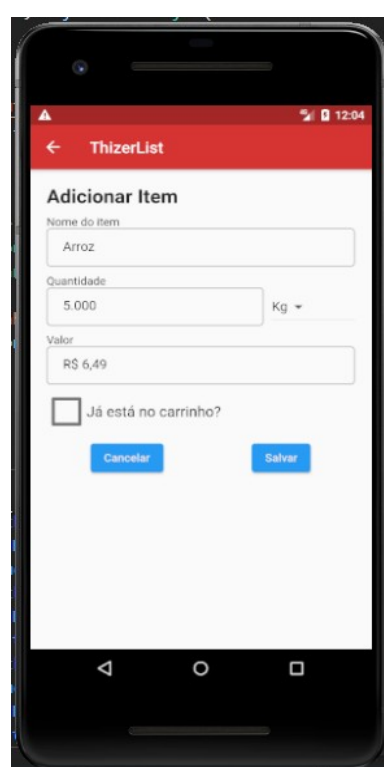 12:04
ThizerList
Adicionar Item
Nome do item
Arroz
Quantidade
5.000
Kg
Valor
R$ 6,49
Já está no carrinho?
Cancelar
Salvar